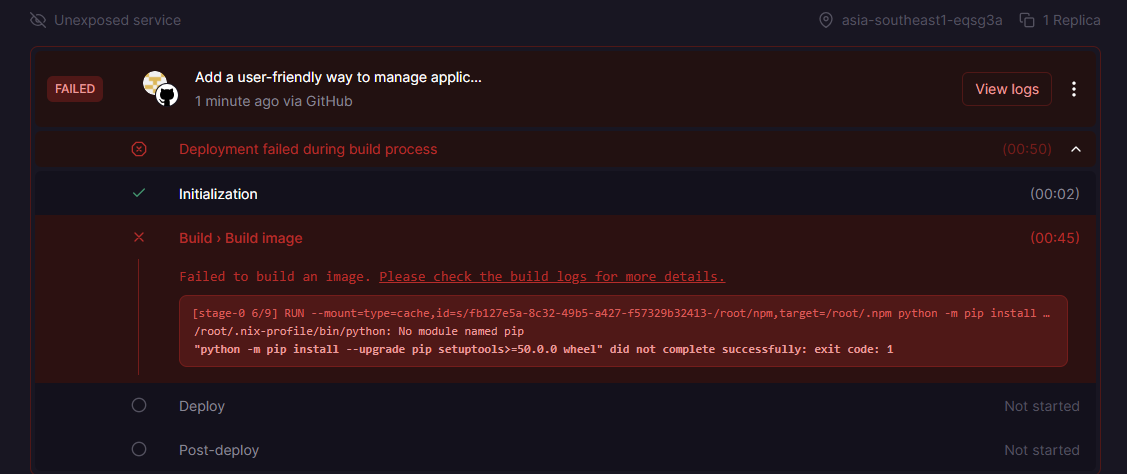 Unexposed service
asia-southeast1-eqsg3a
1 Replica
FAILED
Add a user-friendly way to manage applic...
1 minute ago via GitHub
View logs
Deployment failed during build process (00:50)
Initialization (00:02)
Build › Build image (00:45)
Failed to build an image. Please check the build logs for more details.
[stage-0 6/9] RUN --mount=type=cache,id=s/fb127e5a-8c32-49b5-a427-f57329b32413-/root/npm,target=/root/.npm python -m pip install …
/root/.nix-profile/bin/python: No module named pip
"python -m pip install --upgrade pip setuptools>=50.0.0 wheel" did not complete successfully: exit code: 1
Deploy Not started
Post-deploy Not started